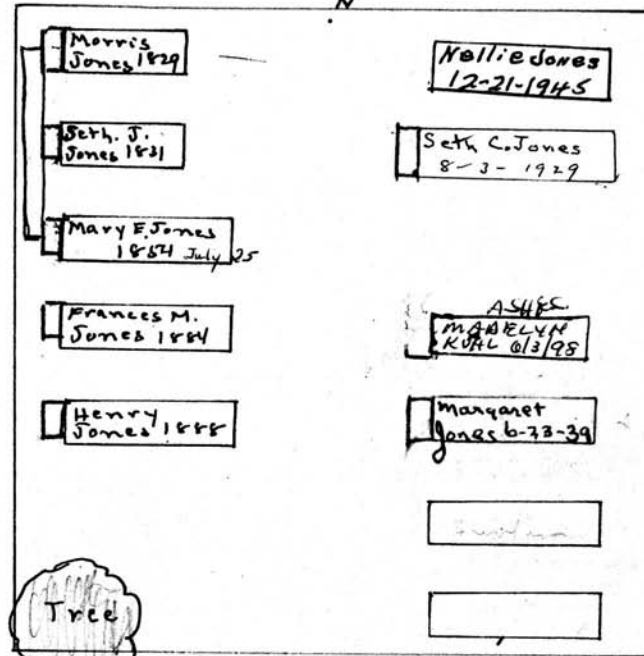 N
Morris
Jones 1829
Seth. J.
Jones 1831
Mary E. Jones
1854 July 25
Frances M.
Jones 1884
Henry
Jones 1888
Tree
Nellie Jones
12-21-1945
Seth C. Jones
8-3-1929
ASHES.
MADELYN
KUHL 6/3/98
Margaret
Jones 6-23-39